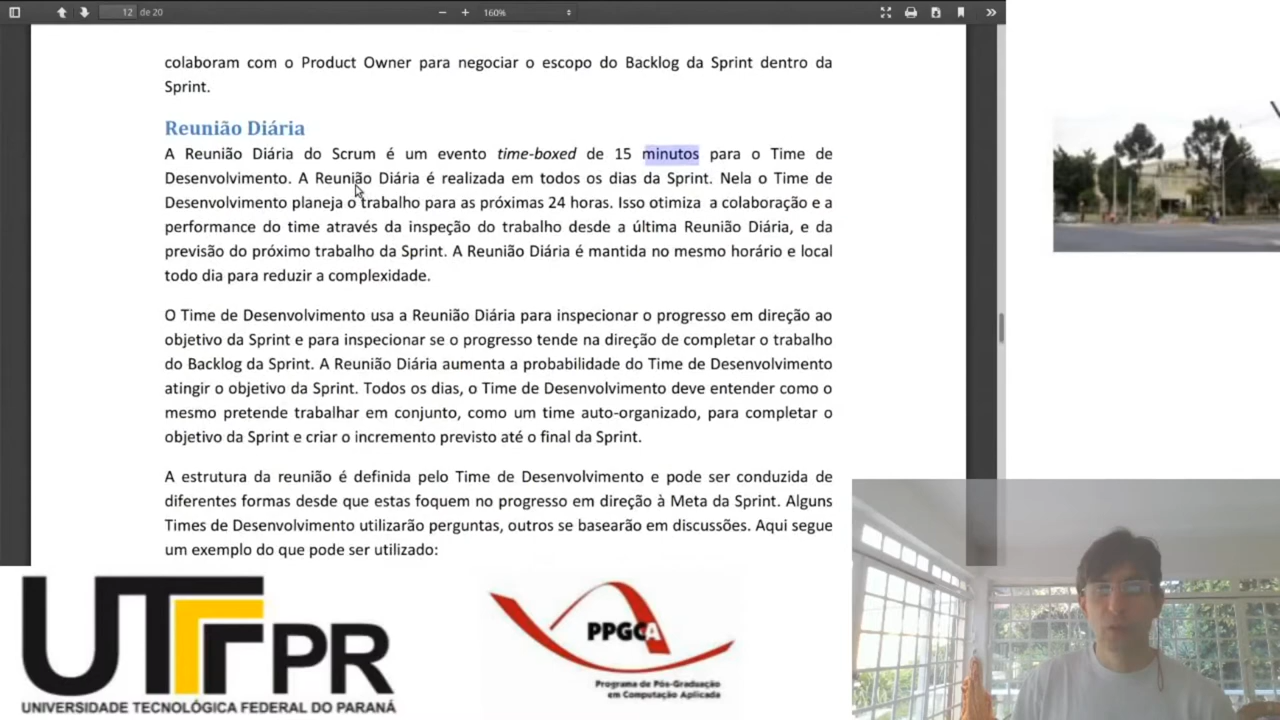 12 de 20
160%
colaboram com o Product Owner para negociar o escopo do Backlog da Sprint dentro da
Sprint.
Reunião Diária
A Reunião Diária do Scrum é um evento time-boxed de 15 minutos para o Time de
Desenvolvimento. A Reunião Diária é realizada em todos os dias da Sprint. Nela o Time de
Desenvolvimento planeja o trabalho para as próximas 24 horas. Isso otimiza a colaboração e a
performance do time através da inspeção do trabalho desde a última Reunião Diária, e da
previsão do próximo trabalho da Sprint. A Reunião Diária é mantida no mesmo horário e local
todo dia para reduzir a complexidade.
O Time de Desenvolvimento usa a Reunião Diária para inspecionar o progresso em direção ao
objetivo da Sprint e para inspecionar se o progresso tende na direção de completar o trabalho
do Backlog da Sprint. A Reunião Diária aumenta a probabilidade do Time de Desenvolvimento
atingir o objetivo da Sprint. Todos os dias, o Time de Desenvolvimento deve entender como o
mesmo pretende trabalhar em conjunto, como um time auto-organizado, para completar o
objetivo da Sprint e criar o incremento previsto até o final da Sprint.
A estrutura da reunião é definida pelo Time de Desenvolvimento e pode ser conduzida de
diferentes formas desde que estas foquem no progresso em direção à Meta da Sprint. Alguns
Times de Desenvolvimento utilizarão perguntas, outros se basearão em discussões. Aqui segue
um exemplo do que pode ser utilizado:
UTFPR
UNIVERSIDADE TECNOLÓGICA FEDERAL DO PARANÁ
PPGCA
Programa de Pós-Graduação
em Computação Aplicada